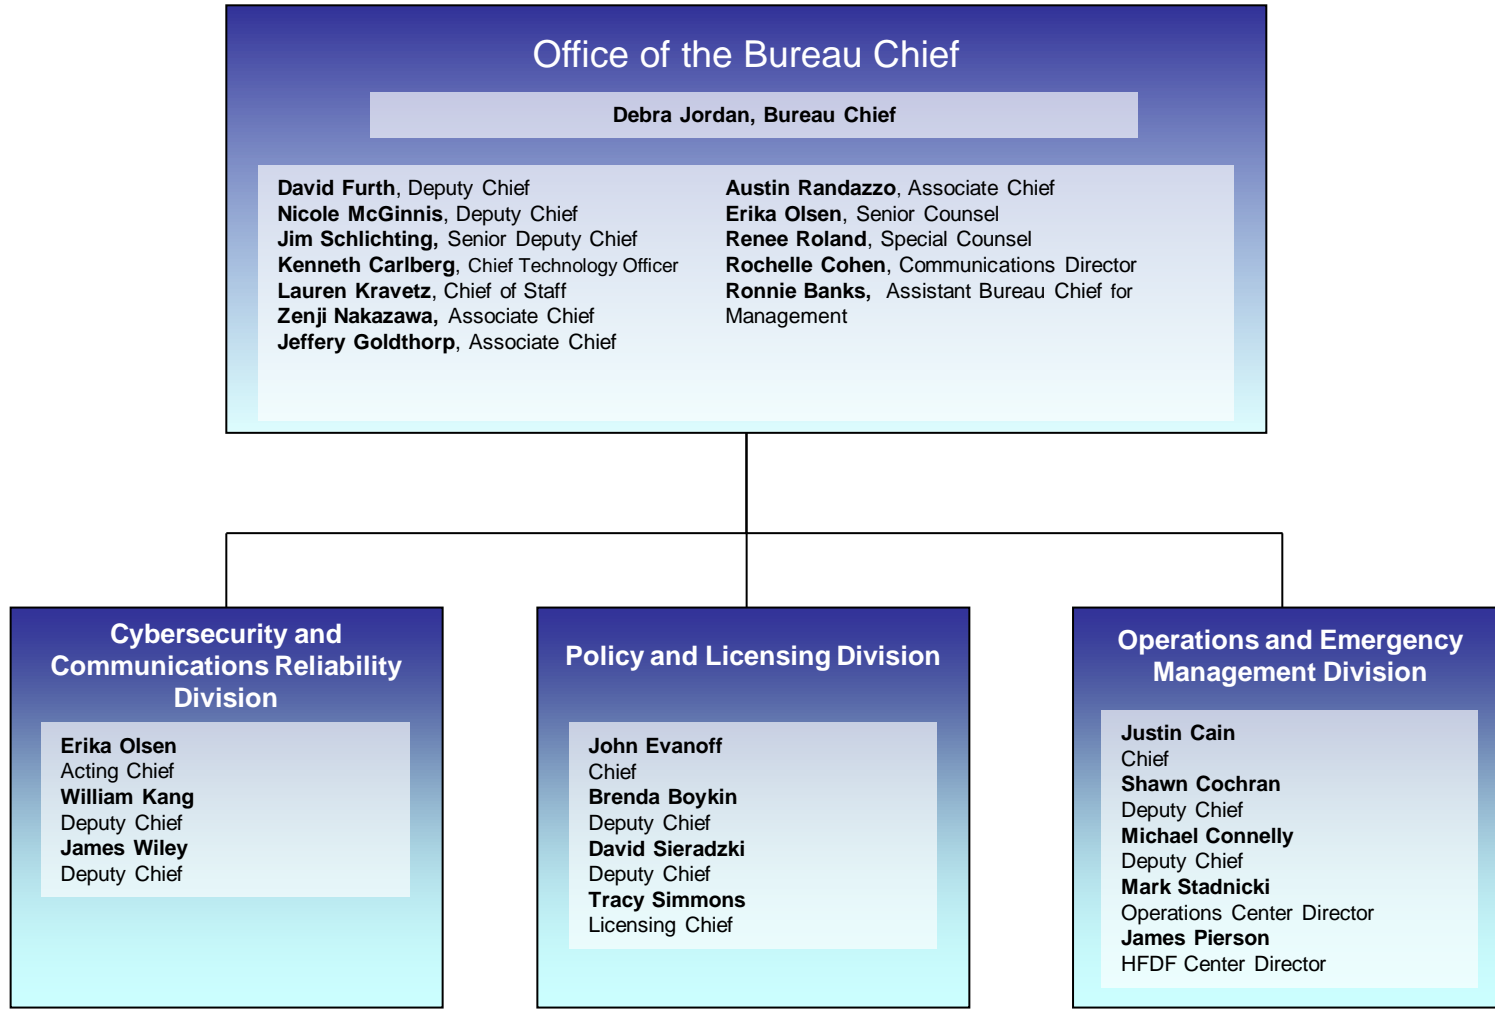 Office of the Bureau Chief
Debra Jordan, Bureau Chief
David Furth, Deputy Chief
Nicole McGinnis, Deputy Chief
Jim Schlichting, Senior Deputy Chief
Kenneth Carlberg, Chief Technology Officer
Lauren Kravetz, Chief of Staff
Zenji Nakazawa, Associate Chief
Jeffery Goldthorp, Associate Chief
Austin Randazzo, Associate Chief
Erika Olsen, Senior Counsel
Renee Roland, Special Counsel
Rochelle Cohen, Communications Director
Ronnie Banks, Assistant Bureau Chief for
Management
Cybersecurity and
Communications Reliability
Division
Erika Olsen
Acting Chief
William Kang
Deputy Chief
James Wiley
Deputy Chief
Policy and Licensing Division
John Evanoff
Chief
Brenda Boykin
Deputy Chief
David Sieradzki
Deputy Chief
Tracy Simmons
Licensing Chief
Operations and Emergency
Management Division
Justin Cain
Chief
Shawn Cochran
Deputy Chief
Michael Connelly
Deputy Chief
Mark Stadnicki
Operations Center Director
James Pierson
HFDF Center Director